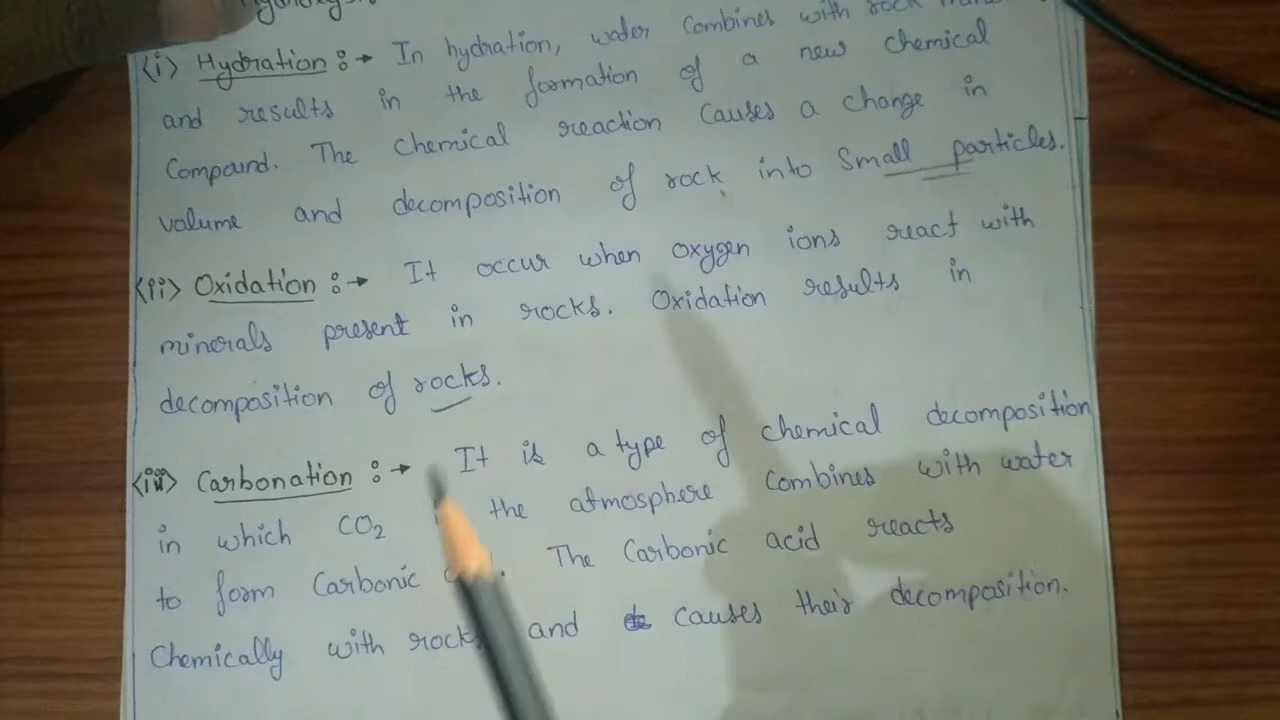 <i> Hydration :→ In hydration, water combines with rock
and results in the formation of a new chemical
Compound. The Chemical reaction Causes a Change in
volume and decomposition of rock into Small particles.
<ii> Oxidation :→ It occur when oxygen ions react with
minerals present in rocks. Oxidation results in
decomposition of rocks.
<iii> Carbonation :→ It is a type of chemical decomposition
in which CO2 the atmosphere Combines with water
to form Carbonic The Carbonic acid reacts
Chemically with rocks and causes their decomposition.